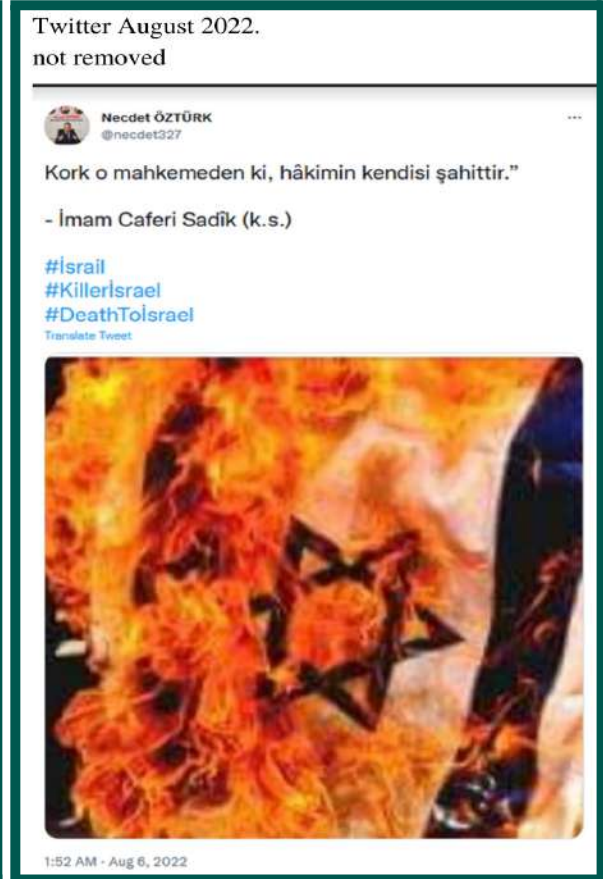 Twitter August 2022.
not removed
Necdet ÖZTÜRK
@necdet327
Kork o mahkemeden ki, hâkimin kendisi şahittir.”
- İmam Caferi Sadîk (k.s.)
#İsrail
#Killerİsrael
#DeathToİsrael
Translate Tweet
1:52 AM - Aug 6, 2022